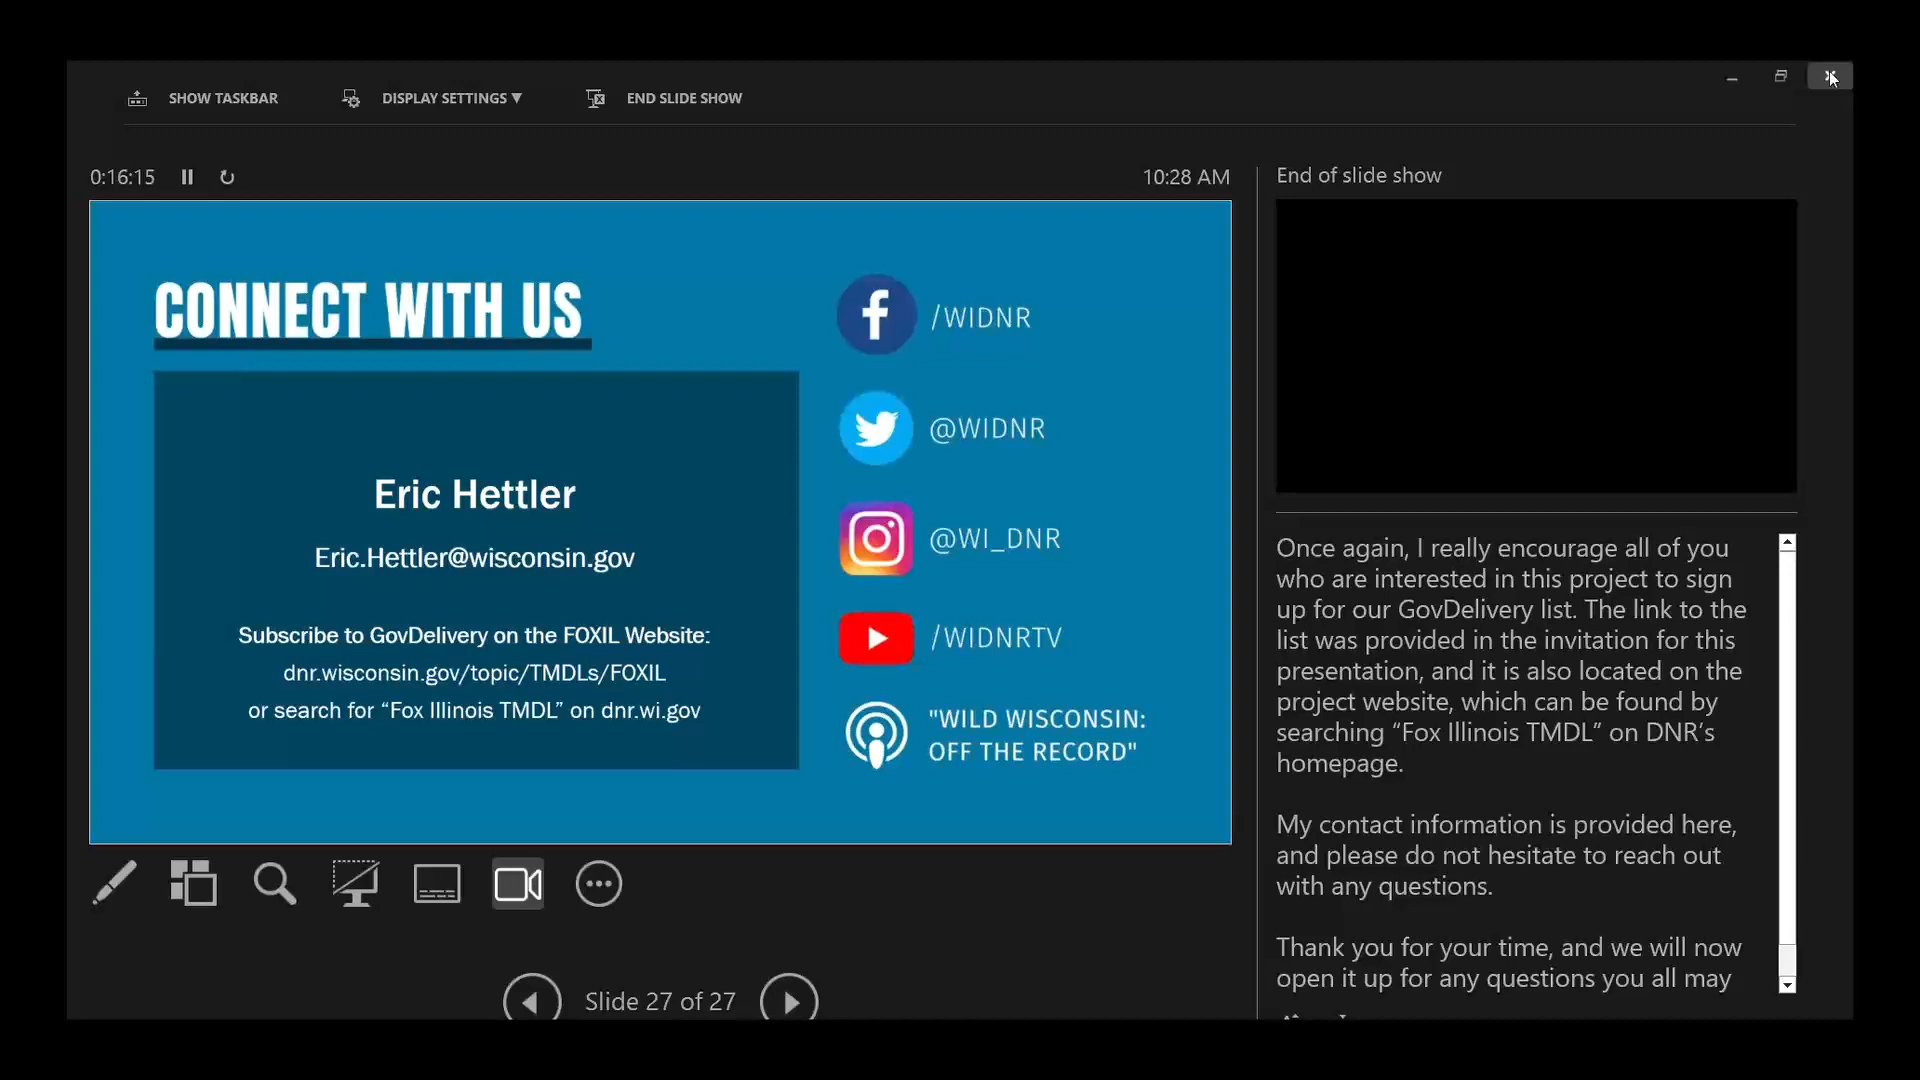 SHOW TASKBAR
DISPLAY SETTINGS ▼
END SLIDE SHOW
0:16:15
10:28 AM
CONNECT WITH US
Eric Hettler
Eric.Hettler@wisconsin.gov
Subscribe to GovDelivery on the FOXIL Website:
dnr.wisconsin.gov/topic/TMDLs/FOXIL
or search for “Fox Illinois TMDL” on dnr.wi.gov
/WIDNR
@WIDNR
@WI_DNR
/WIDNRTV
"WILD WISCONSIN:
OFF THE RECORD"
Slide 27 of 27
End of slide show
Once again, I really encourage all of you
who are interested in this project to sign
up for our GovDelivery list. The link to the
list was provided in the invitation for this
presentation, and it is also located on the
project website, which can be found by
searching “Fox Illinois TMDL” on DNR’s
homepage.
My contact information is provided here,
and please do not hesitate to reach out
with any questions.
Thank you for your time, and we will now
open it up for any questions you all may